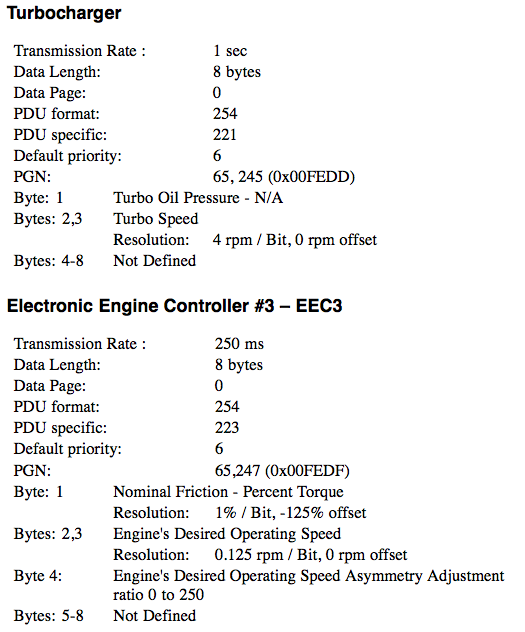 Turbocharger
Transmission Rate : 1 sec
Data Length: 8 bytes
Data Page: 0
PDU format: 254
PDU specific: 221
Default priority: 6
PGN: 65, 245 (0x00FEDD)
Byte: 1 Turbo Oil Pressure - N/A
Bytes: 2,3 Turbo Speed
Resolution: 4 rpm / Bit, 0 rpm offset
Bytes: 4-8 Not Defined
Electronic Engine Controller #3 – EEC3
Transmission Rate : 250 ms
Data Length: 8 bytes
Data Page: 0
PDU format: 254
PDU specific: 223
Default priority: 6
PGN: 65,247 (0x00FEDF)
Byte: 1 Nominal Friction - Percent Torque
Resolution: 1% / Bit, -125% offset
Bytes: 2,3 Engine's Desired Operating Speed
Resolution: 0.125 rpm / Bit, 0 rpm offset
Byte 4: Engine's Desired Operating Speed Asymmetry Adjustment
ratio 0 to 250
Bytes: 5-8 Not Defined